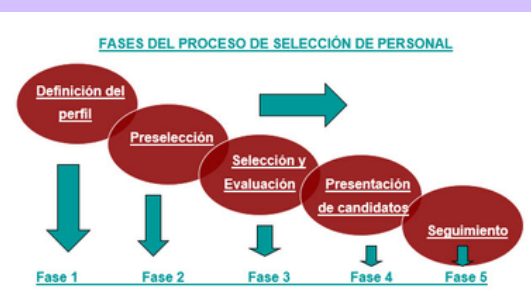 FASES DEL PROCESO DE SELECCIÓN DE PERSONAL
Definición del
perfil
Preselección
Selección y
Evaluación
Presentación
de candidatos
Seguimiento
Fase 1
Fase 2
Fase 3
Fase 4
Fase 5